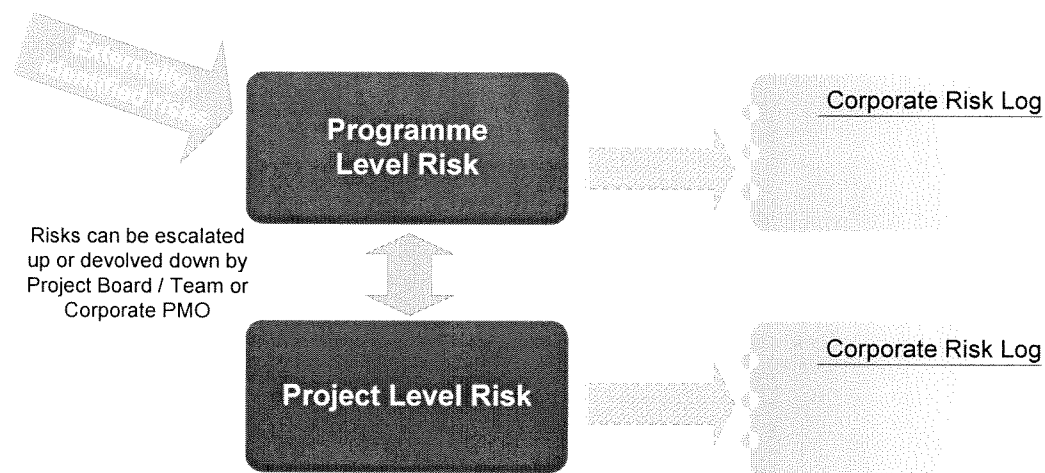 External
Programme
Level Risk
Corporate Risk Log
Risks can be escalated
up or devolved down by
Project Board / Team or
Corporate PMO
Project Level Risk
Corporate Risk Log